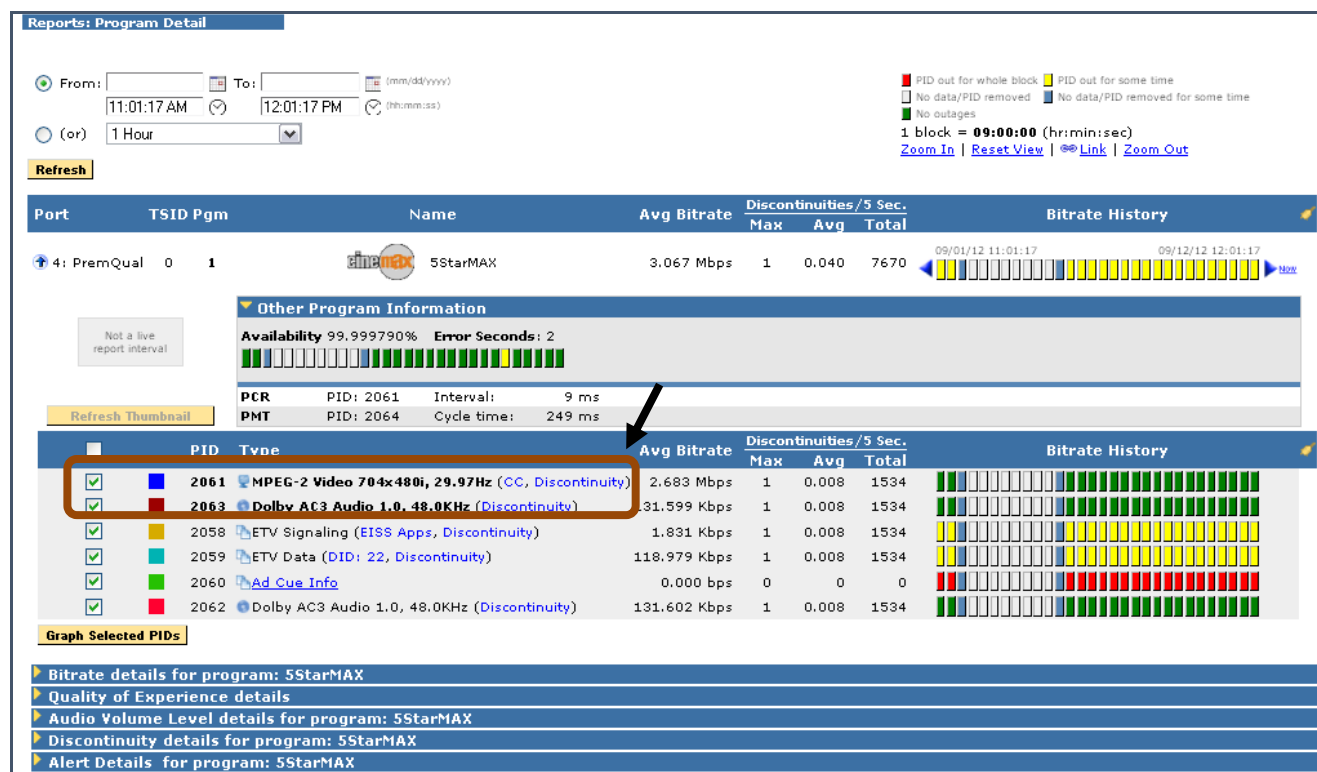 Reports: Program Detail
From: To: (mm/dd/yyyy)
11:01:17 AM 12:01:17 PM (hh:mm:ss)
(or) 1 Hour
Refresh
PID out for whole block PID out for some time
No data/PID removed No data/PID removed for some time
No outages
1 block = 09:00:00 (hr:min:sec)
Zoom In | Reset View | Link | Zoom Out
Port TSID Pgm Name Avg Bitrate Discontinuities/5 Sec. Bitrate History
Max Avg Total
09/01/12 11:01:17 09/12/12 12:01:17
4: PremQual 0 1 cinemax 5StarMAX 3.067 Mbps 1 0.040 7670 Now
Not a live
report interval
Refresh Thumbnail
Other Program Information
Availability 99.999790% Error Seconds: 2
PCR PID: 2061 Interval: 9 ms
PMT PID: 2064 Cycle time: 249 ms
PID Type Avg Bitrate Discontinuities/5 Sec. Bitrate History
Max Avg Total
2061 MPEG-2 Video 704x480i, 29.97Hz (CC, Discontinuity) 2.683 Mbps 1 0.008 1534
2063 Dolby AC3 Audio 1.0, 48.0KHz (Discontinuity) 131.599 Kbps 1 0.008 1534
2058 ETV Signaling (EISS Apps, Discontinuity) 1.831 Kbps 1 0.008 1534
2059 ETV Data (DID: 22, Discontinuity) 118.979 Kbps 1 0.008 1534
2060 Ad Cue Info 0.000 bps 0 0 0
2062 Dolby AC3 Audio 1.0, 48.0KHz (Discontinuity) 131.602 Kbps 1 0.008 1534
Graph Selected PIDs
Bitrate details for program: 5StarMAX
Quality of Experience details
Audio Volume Level details for program: 5StarMAX
Discontinuity details for program: 5StarMAX
Alert Details for program: 5StarMAX